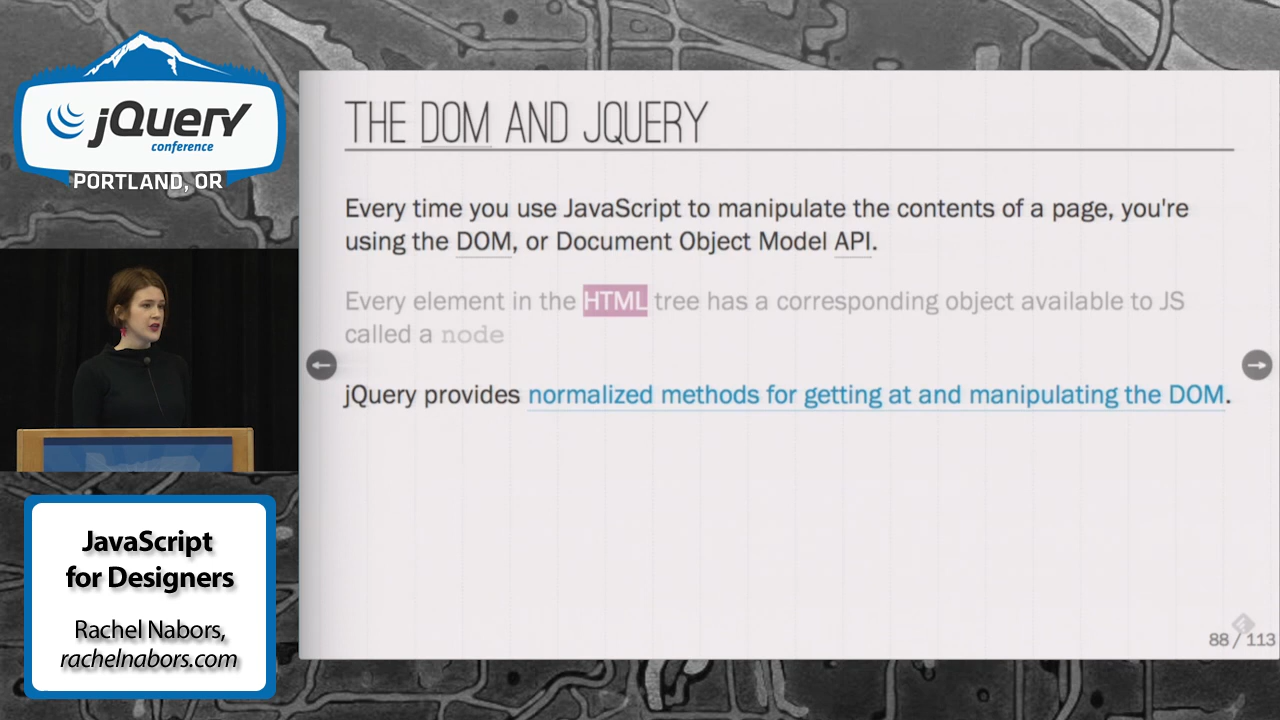 jQuery
conference
PORTLAND, OR
THE DOM AND JQUERY
Every time you use JavaScript to manipulate the contents of a page, you're
using the DOM, or Document Object Model API.
Every element in the HTML tree has a corresponding object available to JS
called a node
jQuery provides normalized methods for getting at and manipulating the DOM.
88 / 113
JavaScript
for Designers
Rachel Nabors,
rachelnabors.com